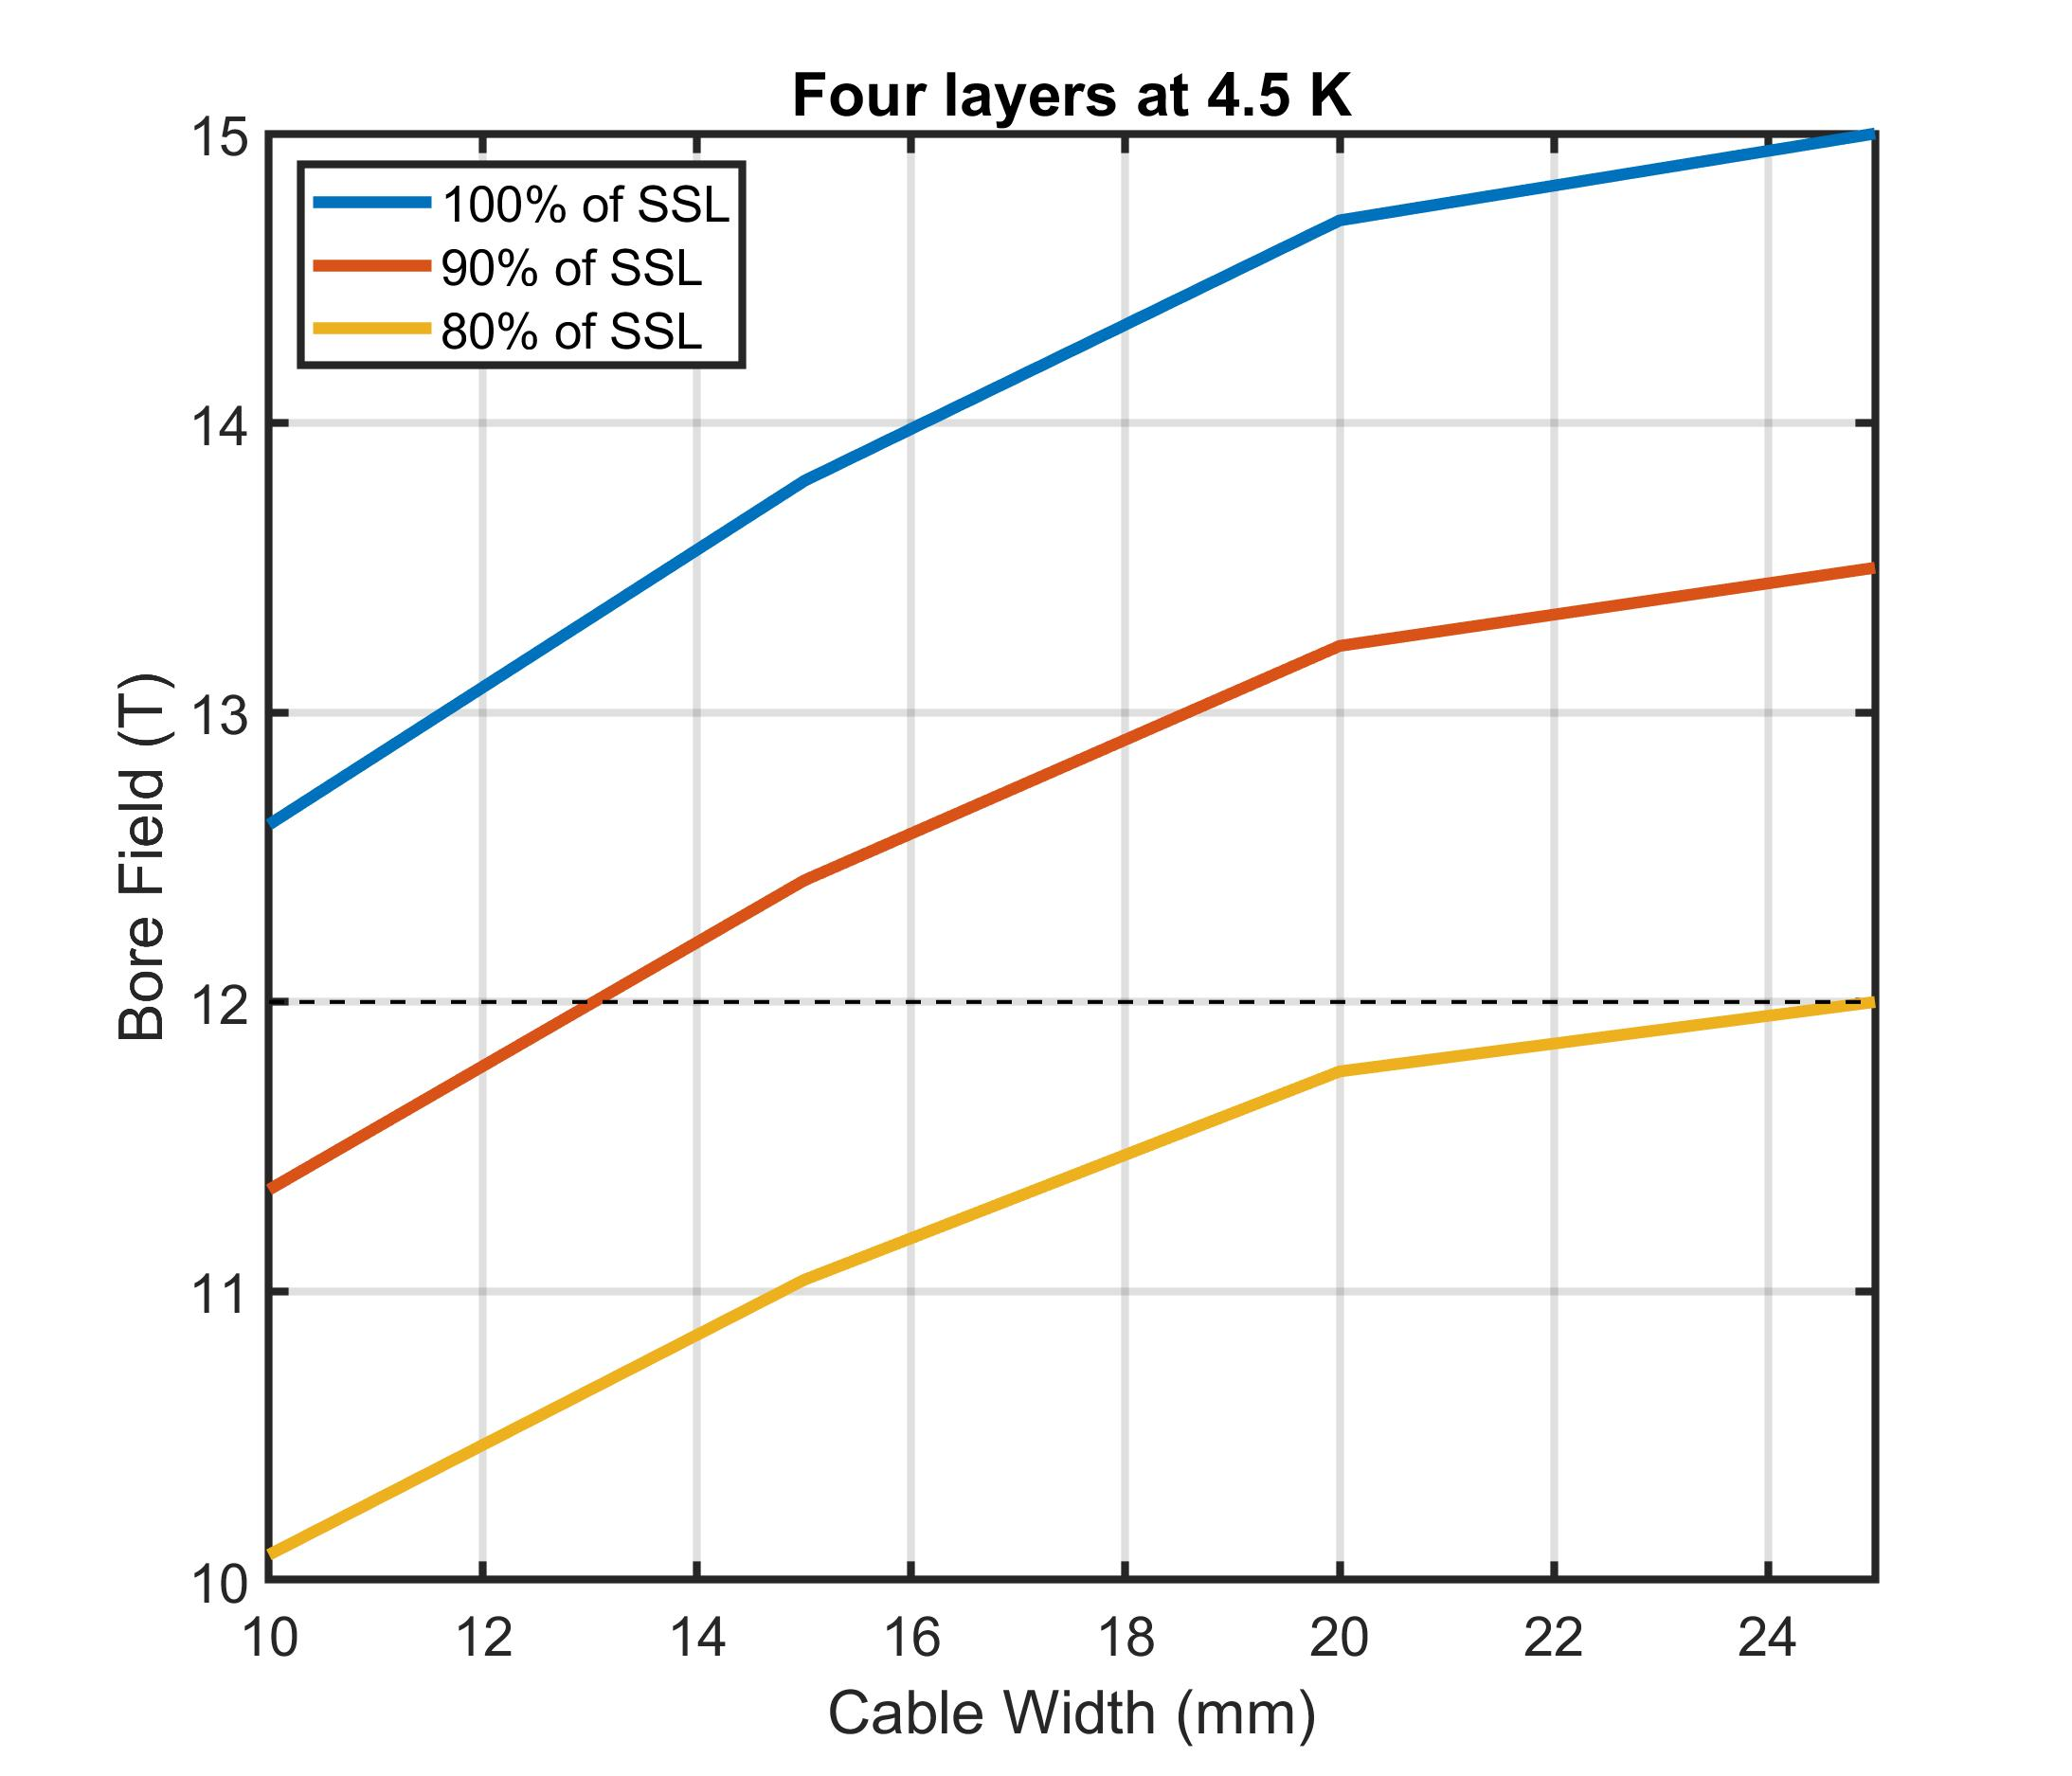 Four layers at 4.5 K
15
14
13
12
11
10
100% of SSL
90% of SSL
80% of SSL
Bore Field (T)
10 12 14 16 18 20 22 24
Cable Width (mm)